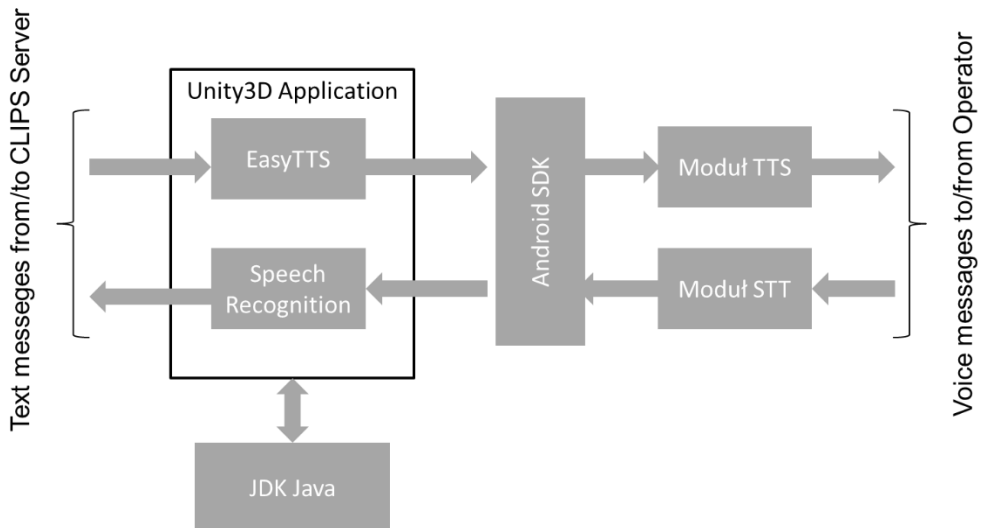 Text messeges from/to CLIPS Server
Unity3D Application
EasyTTS
Speech
Recognition
JDK Java
Android SDK
Moduł TTS
Moduł STT
Voice messages to/from Operator